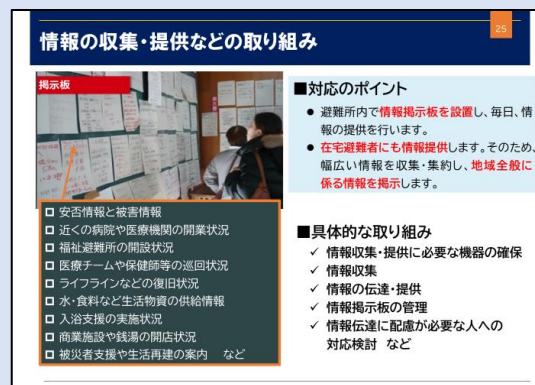 情報の収集・提供などの取り組み
25
掲示板
□ 安否情報と被害情報
□ 近くの病院や医療機関の開業状況
□ 福祉避難所の開設状況
□ 医療チームや保健師等の巡回状況
□ ライフラインなどの復旧状況
□ 水・食料など生活物資の供給情報
□ 入浴支援の実施状況
□ 商業施設や銭湯の開店状況
□ 被災者支援や生活再建の案内 など
■対応のポイント
● 避難所内で情報掲示板を設置し、毎日、情
報の提供を行います。
● 在宅避難者にも情報提供します。そのため、
幅広い情報を収集・集約し、地域全般に
係る情報を掲示します。
■具体的な取り組み
✓ 情報収集・提供に必要な機器の確保
✓ 情報収集
✓ 情報の伝達・提供
✓ 情報掲示板の管理
✓ 情報伝達に配慮が必要な人への
対応検討 など